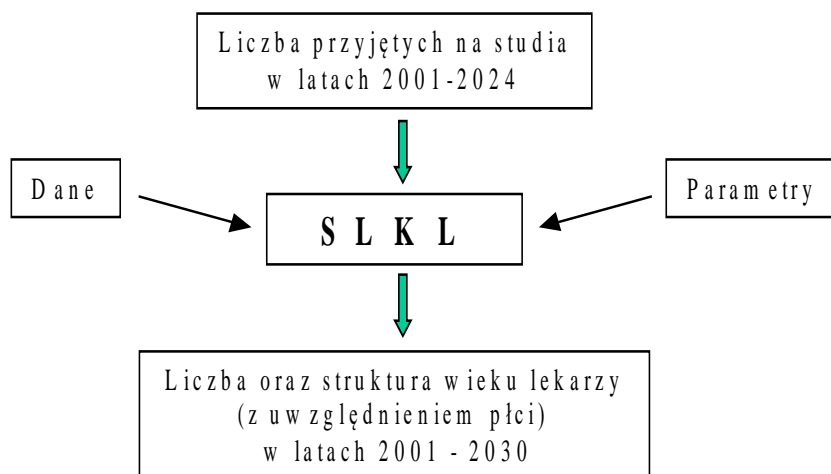 Liczba przyjętych na studia
w latach 2001-2024
Dane
Parametry
SLKL
Liczba oraz struktura wieku lekarzy
(z uwzględnieniem płci)
w latach 2001 - 2030